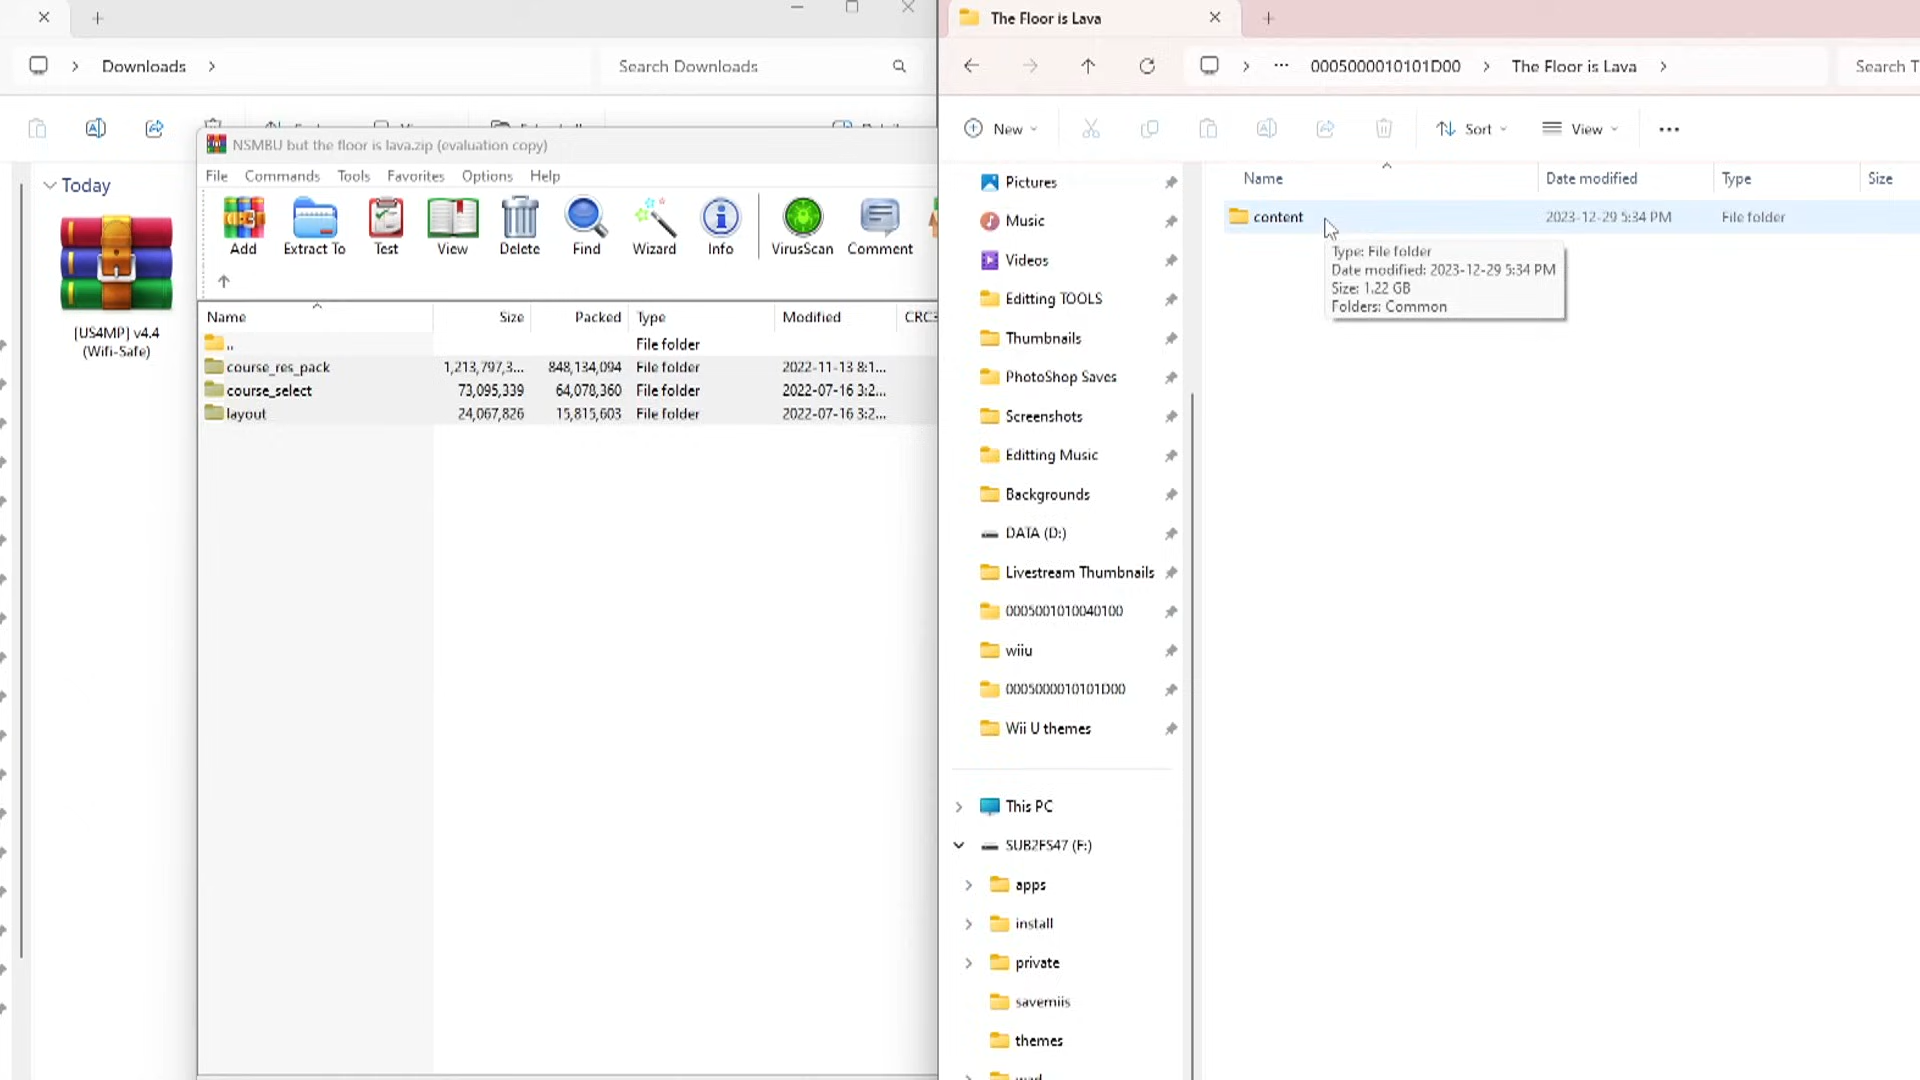 Downloads
Search Downloads
Today
[US4MP] v4.4
(Wifi-Safe)
NSMBU but the floor is lava.zip (evaluation copy)
File Commands Tools Favorites Options Help
Add Extract To Test View Delete Find Wizard Info VirusScan Comment
Name Size Packed Type Modified CRC3
.. File folder
course_res_pack 1,213,797,3... 848,134,094 File folder 2022-11-13 8:1...
course_select 73,095,339 64,078,360 File folder 2022-07-16 3:2...
layout 24,067,826 15,815,603 File folder 2022-07-16 3:2...
The Floor is Lava
... 0005000010101D00 The Floor is Lava
Search T
New Sort View ...
Pictures
Music
Videos
Editting TOOLS
Thumbnails
PhotoShop Saves
Screenshots
Editting Music
Backgrounds
DATA (D:)
Livestream Thumbnails
0005001010040100
wiiu
0005000010101D00
Wii U themes
This PC
SUB2FS47 (F:)
apps
install
private
savemiis
themes
Name Date modified Type Size
content 2023-12-29 5:34 PM File folder
Type: File folder
Date modified: 2023-12-29 5:34 PM
Size: 1.22 GB
Folders: Common